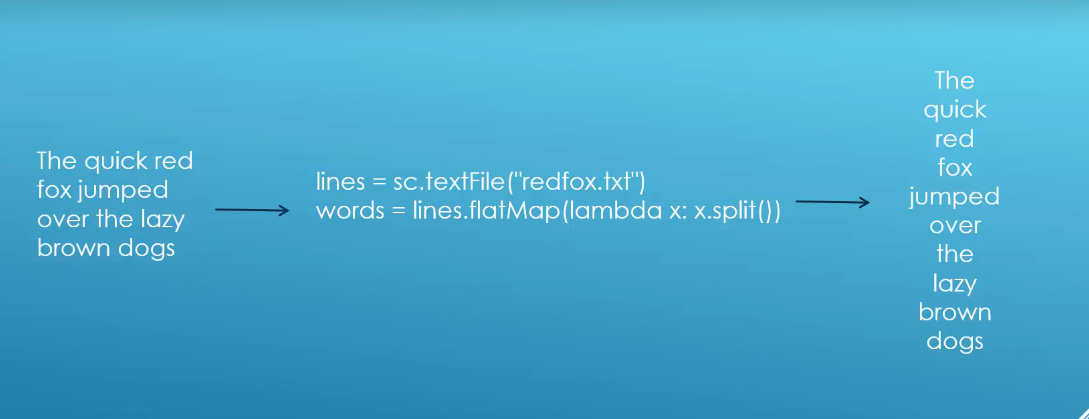 The quick red
fox jumped
over the lazy
brown dogs
lines = sc.textFile("redfox.txt")
words = lines.flatMap(lambda x: x.split())
The
quick
red
fox
jumped
over
the
lazy
brown
dogs